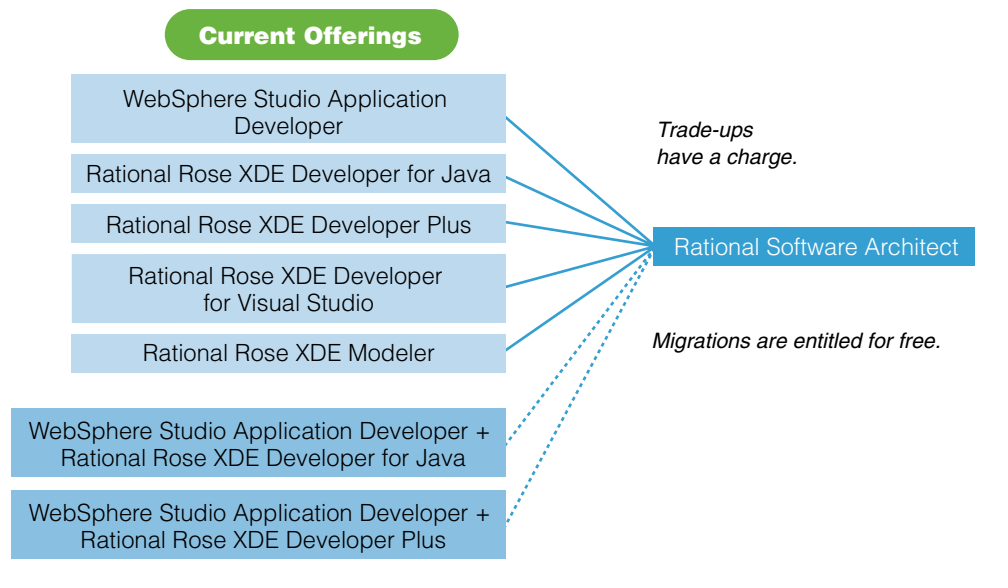 Current Offerings
WebSphere Studio Application
Developer
Rational Rose XDE Developer for Java
Rational Rose XDE Developer Plus
Rational Rose XDE Developer
for Visual Studio
Rational Rose XDE Modeler
WebSphere Studio Application Developer +
Rational Rose XDE Developer for Java
WebSphere Studio Application Developer +
Rational Rose XDE Developer Plus
Trade-ups
have a charge.
Rational Software Architect
Migrations are entitled for free.